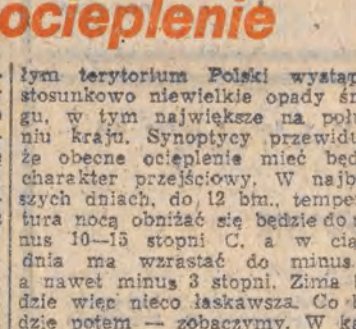 ocieplenie
łym terytorium Polski wystąp
stosunkowo niewielkie opady śn
gu, w tym największe na połu
niu kraju. Synoptycy przewidu
że obecne ocieplenie mieć będ
charakter przejściowy. W najb
szych dniach, do 12 bm., temper
tura nocą obniżać się będzie do m
nus 10—15 stopni C, a w cią
dnia ma wzrastać do minus
a nawet minus 3 stopni. Zima b
dzie więc nieco łaskawsza. Co b
dzie potem — zobaczymy. W k